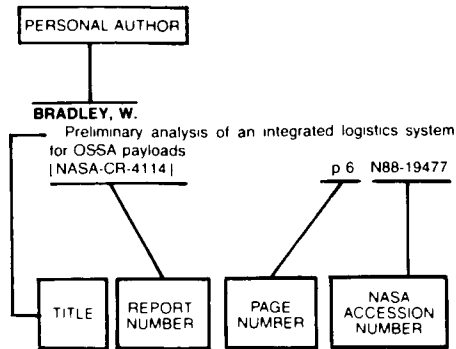 PERSONAL AUTHOR
BRADLEY, W.
Preliminary analysis of an integrated logistics system
for OSSA payloads
[NASA-CR-4114] p 6 N88-19477
TITLE
REPORT
NUMBER
PAGE
NUMBER
NASA
ACCESSION
NUMBER